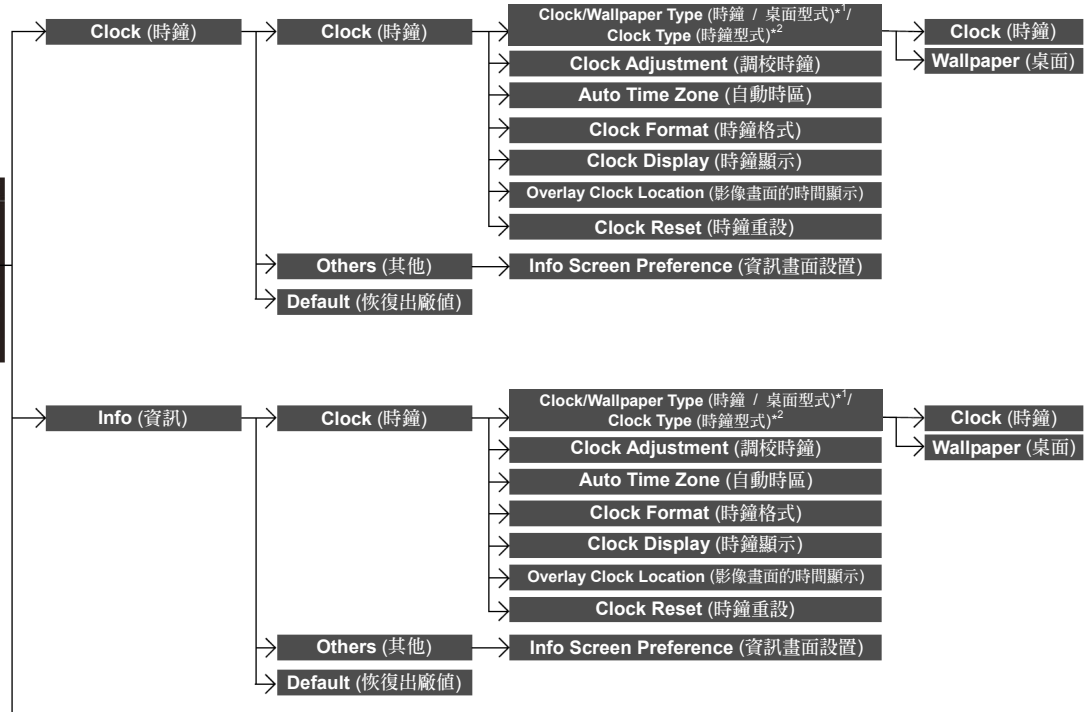 Clock (時鐘)
Clock (時鐘)
Clock/Wallpaper Type (時鐘 / 桌面型式)*1/
Clock Type (時鐘型式)*2
Clock (時鐘)
Wallpaper (桌面)
Clock Adjustment (調校時鐘)
Auto Time Zone (自動時區)
Clock Format (時鐘格式)
Clock Display (時鐘顯示)
Overlay Clock Location (影像畫面的時間顯示)
Clock Reset (時鐘重設)
Others (其他)
Info Screen Preference (資訊畫面設置)
Default (恢復出廠值)
Info (資訊)
Clock (時鐘)
Clock/Wallpaper Type (時鐘 / 桌面型式)*1/
Clock Type (時鐘型式)*2
Clock (時鐘)
Wallpaper (桌面)
Clock Adjustment (調校時鐘)
Auto Time Zone (自動時區)
Clock Format (時鐘格式)
Clock Display (時鐘顯示)
Overlay Clock Location (影像畫面的時間顯示)
Clock Reset (時鐘重設)
Others (其他)
Info Screen Preference (資訊畫面設置)
Default (恢復出廠值)